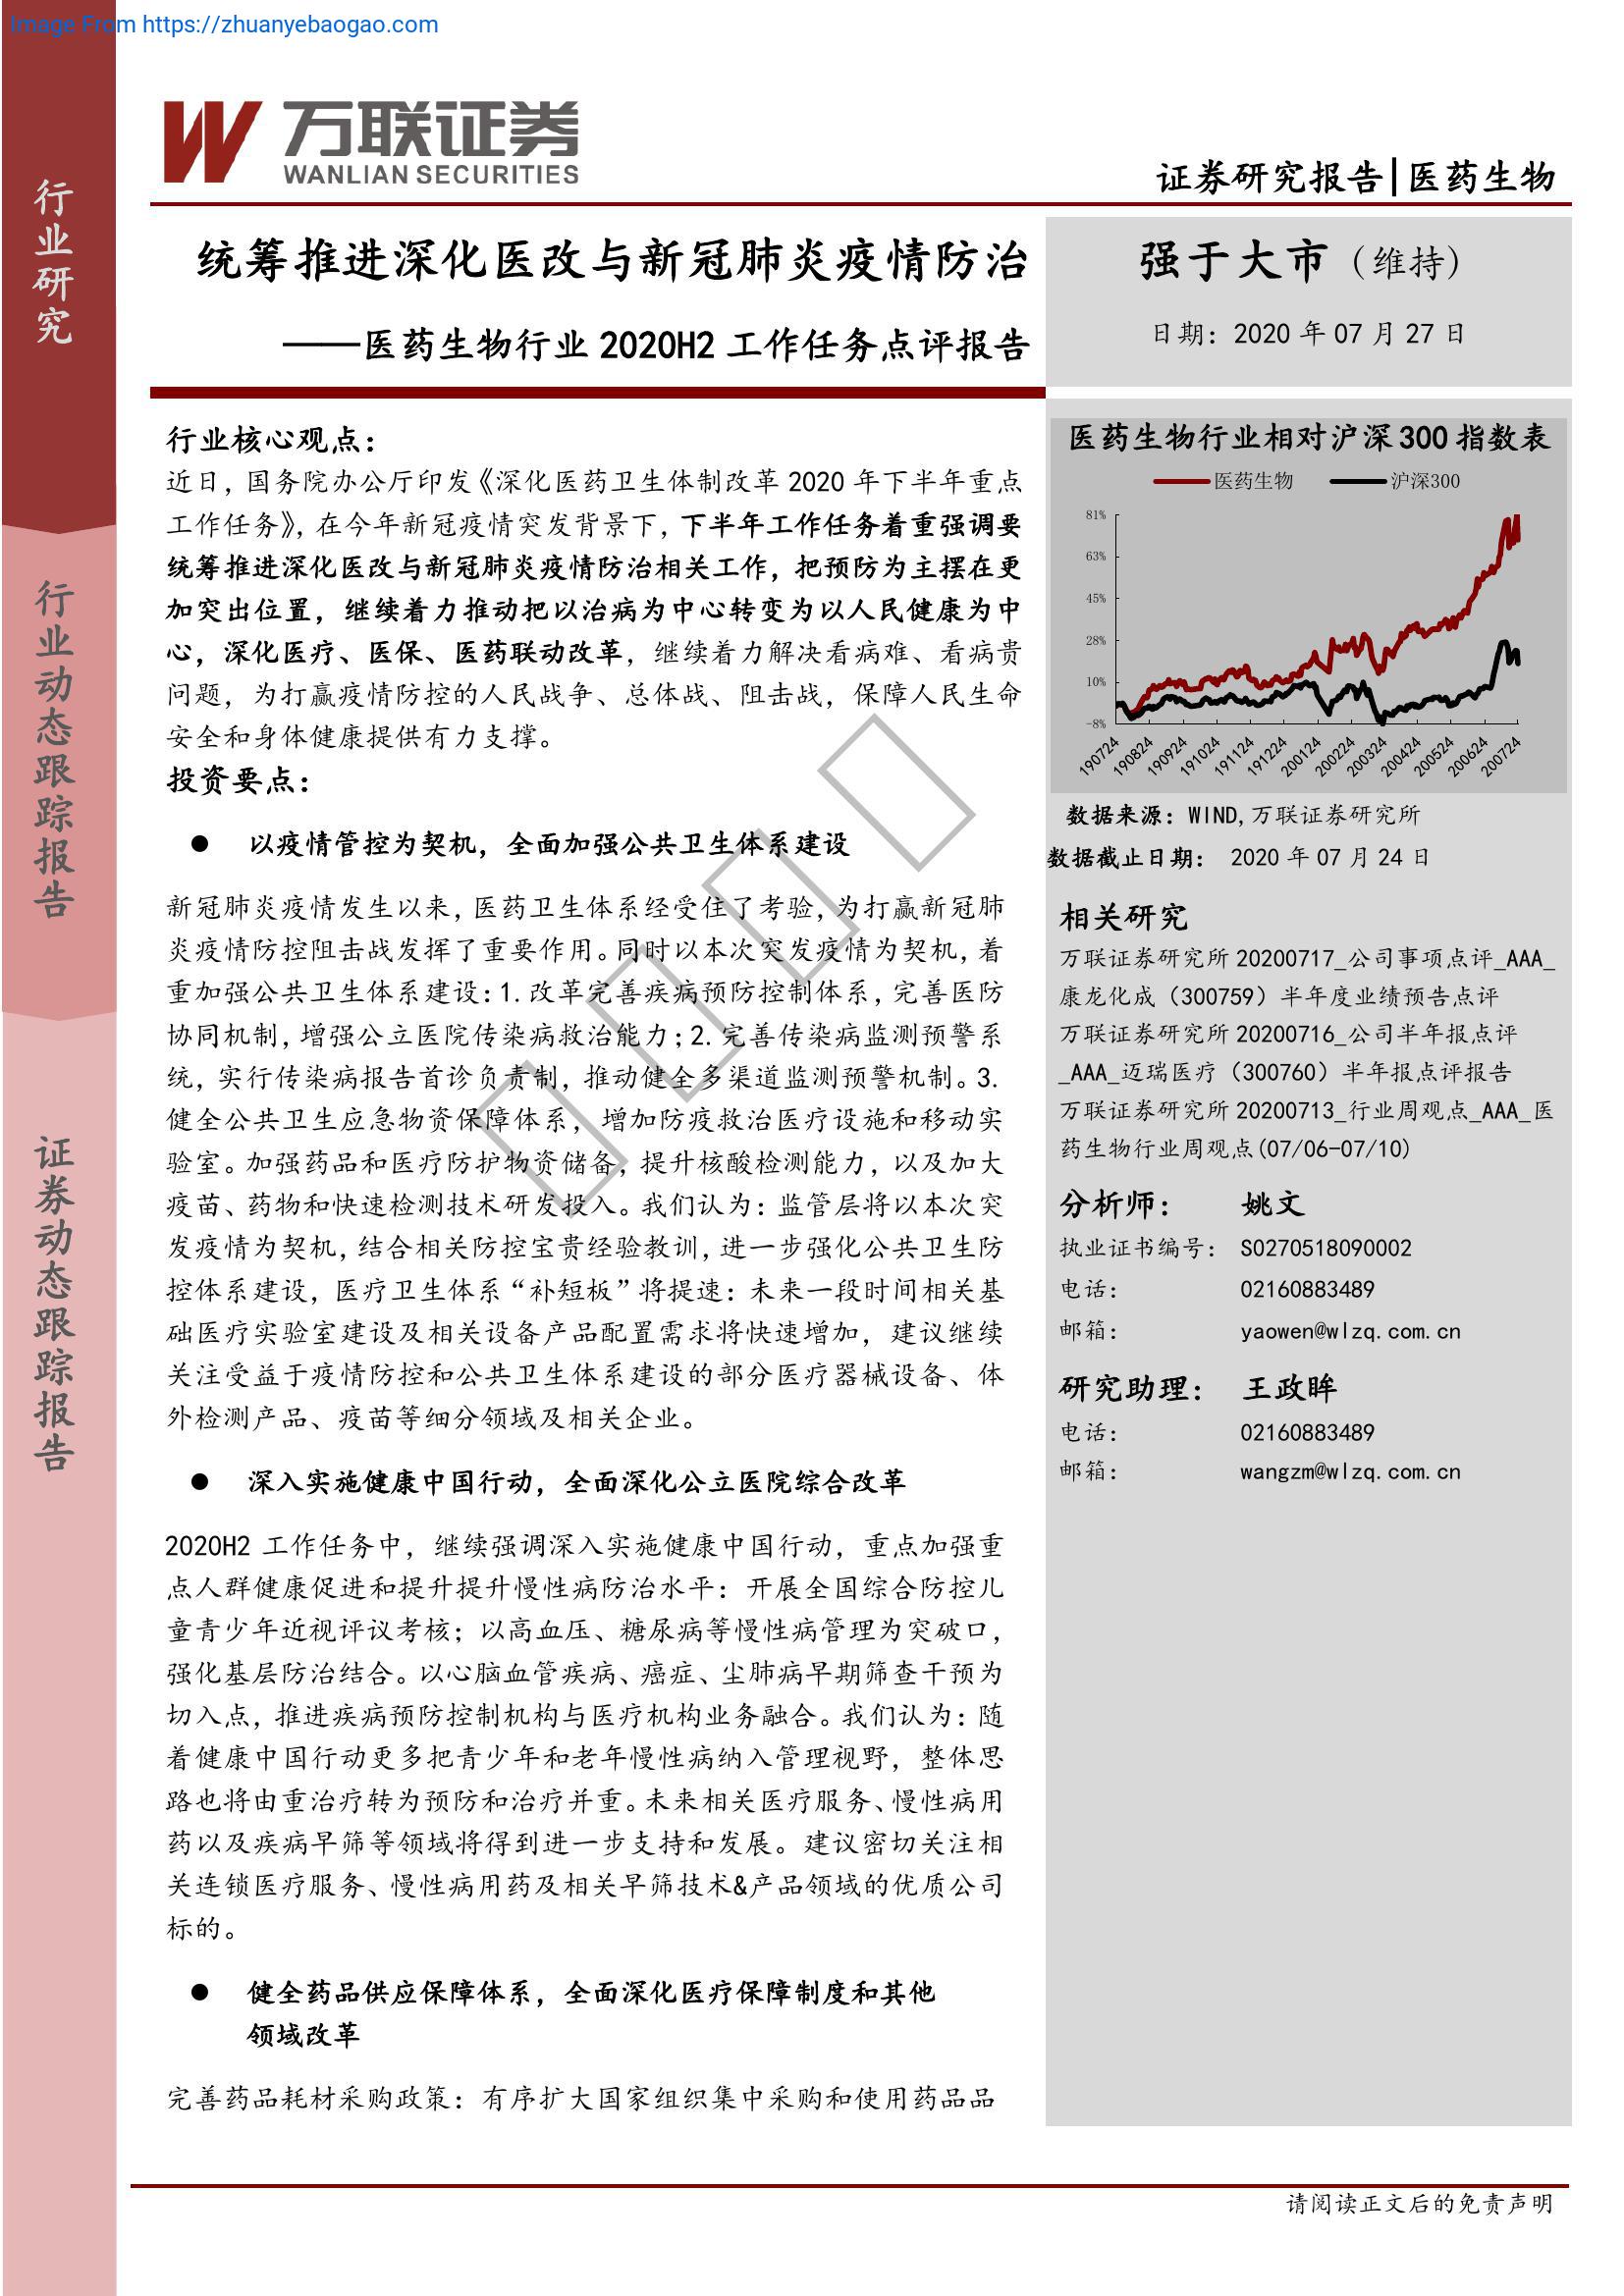 Image From https://zhuanyebaogao.com
万联证券
WANLIAN SECURITIES
证券研究报告|医药生物
行业研究
行业动态跟踪报告
证券动态跟踪报告
统筹推进深化医改与新冠肺炎疫情防治
——医药生物行业 2020H2 工作任务点评报告
强于大市（维持）
日期：2020 年 07 月 27 日
行业核心观点：
近日，国务院办公厅印发《深化医药卫生体制改革 2020 年下半年重点
工作任务》，在今年新冠疫情突发背景下，下半年工作任务着重强调要
统筹推进深化医改与新冠肺炎疫情防治相关工作，把预防为主摆在更
加突出位置，继续着力推动把以治病为中心转变为以人民健康为中
心，深化医疗、医保、医药联动改革，继续着力解决看病难、看病贵
问题，为打赢疫情防控的人民战争、总体战、阻击战，保障人民生命
安全和身体健康提供有力支撑。
投资要点：
● 以疫情管控为契机，全面加强公共卫生体系建设
新冠肺炎疫情发生以来，医药卫生体系经受住了考验，为打赢新冠肺
炎疫情防控阻击战发挥了重要作用。同时以本次突发疫情为契机，着
重加强公共卫生体系建设：1.改革完善疾病预防控制体系，完善医防
协同机制，增强公立医院传染病救治能力；2.完善传染病监测预警系
统，实行传染病报告首诊负责制，推动健全多渠道监测预警机制。3.
健全公共卫生应急物资保障体系，增加防疫救治医疗设施和移动实
验室。加强药品和医疗防护物资储备，提升核酸检测能力，以及加大
疫苗、药物和快速检测技术研发投入。我们认为：监管层将以本次突
发疫情为契机，结合相关防控宝贵经验教训，进一步强化公共卫生防
控体系建设，医疗卫生体系“补短板”将提速：未来一段时间相关基
础医疗实验室建设及相关设备产品配置需求将快速增加，建议继续
关注受益于疫情防控和公共卫生体系建设的部分医疗器械设备、体
外检测产品、疫苗等细分领域及相关企业。
● 深入实施健康中国行动，全面深化公立医院综合改革
2020H2 工作任务中，继续强调深入实施健康中国行动，重点加强重
点人群健康促进和提升提升慢性病防治水平：开展全国综合防控儿
童青少年近视评议考核；以高血压、糖尿病等慢性病管理为突破口，
强化基层防治结合。以心脑血管疾病、癌症、尘肺病早期筛查干预为
切入点，推进疾病预防控制机构与医疗机构业务融合。我们认为：随
着健康中国行动更多把青少年和老年慢性病纳入管理视野，整体思
路也将由重治疗转为预防和治疗并重。未来相关医疗服务、慢性病用
药以及疾病早筛等领域将得到进一步支持和发展。建议密切关注相
关连锁医疗服务、慢性病用药及相关早筛技术&产品领域的优质公司
标的。
● 健全药品供应保障体系，全面深化医疗保障制度和其他
领域改革
完善药品耗材采购政策：有序扩大国家组织集中采购和使用药品品
医药生物行业相对沪深 300 指数表
医药生物 沪深300
81%
63%
45%
28%
10%
-8%
190724 190824 190924 191024 191124 191224 200124 200224 200324 200424 200524 200624 200724
数据来源：WIND,万联证券研究所
数据截止日期： 2020 年 07 月 24 日
相关研究
万联证券研究所 20200717_公司事项点评_AAA_
康龙化成（300759）半年度业绩预告点评
万联证券研究所 20200716_公司半年报点评
_AAA_迈瑞医疗（300760）半年报点评报告
万联证券研究所 20200713_行业周观点_AAA_医
药生物行业周观点(07/06-07/10)
分析师： 姚文
执业证书编号： S0270518090002
电话： 02160883489
邮箱： yaowen@wlzq.com.cn
研究助理： 王政眸
电话： 02160883489
邮箱： wangzm@wlzq.com.cn
请阅读正文后的免责声明